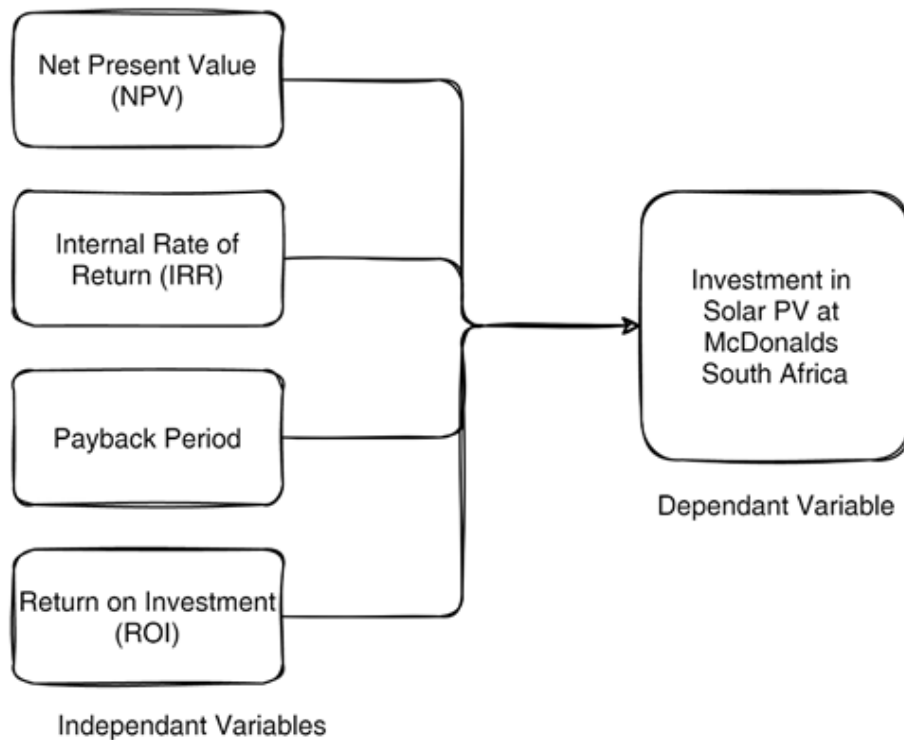 Net Present Value
(NPV)
Internal Rate of
Return (IRR)
Payback Period
Return on Investment
(ROI)
Independant Variables
Investment in
Solar PV at
McDonalds
South Africa
Dependant Variable